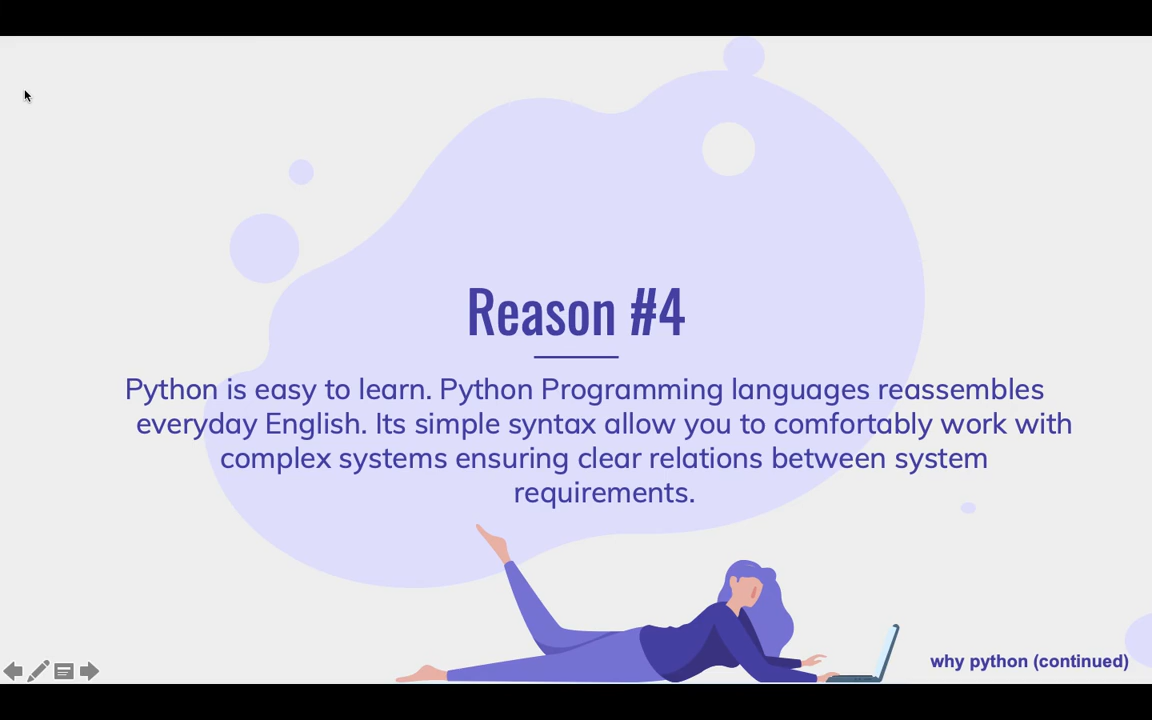 Reason #4
Python is easy to learn. Python Programming languages reassembles
everyday English. Its simple syntax allow you to comfortably work with
complex systems ensuring clear relations between system
requirements.
why python (continued)